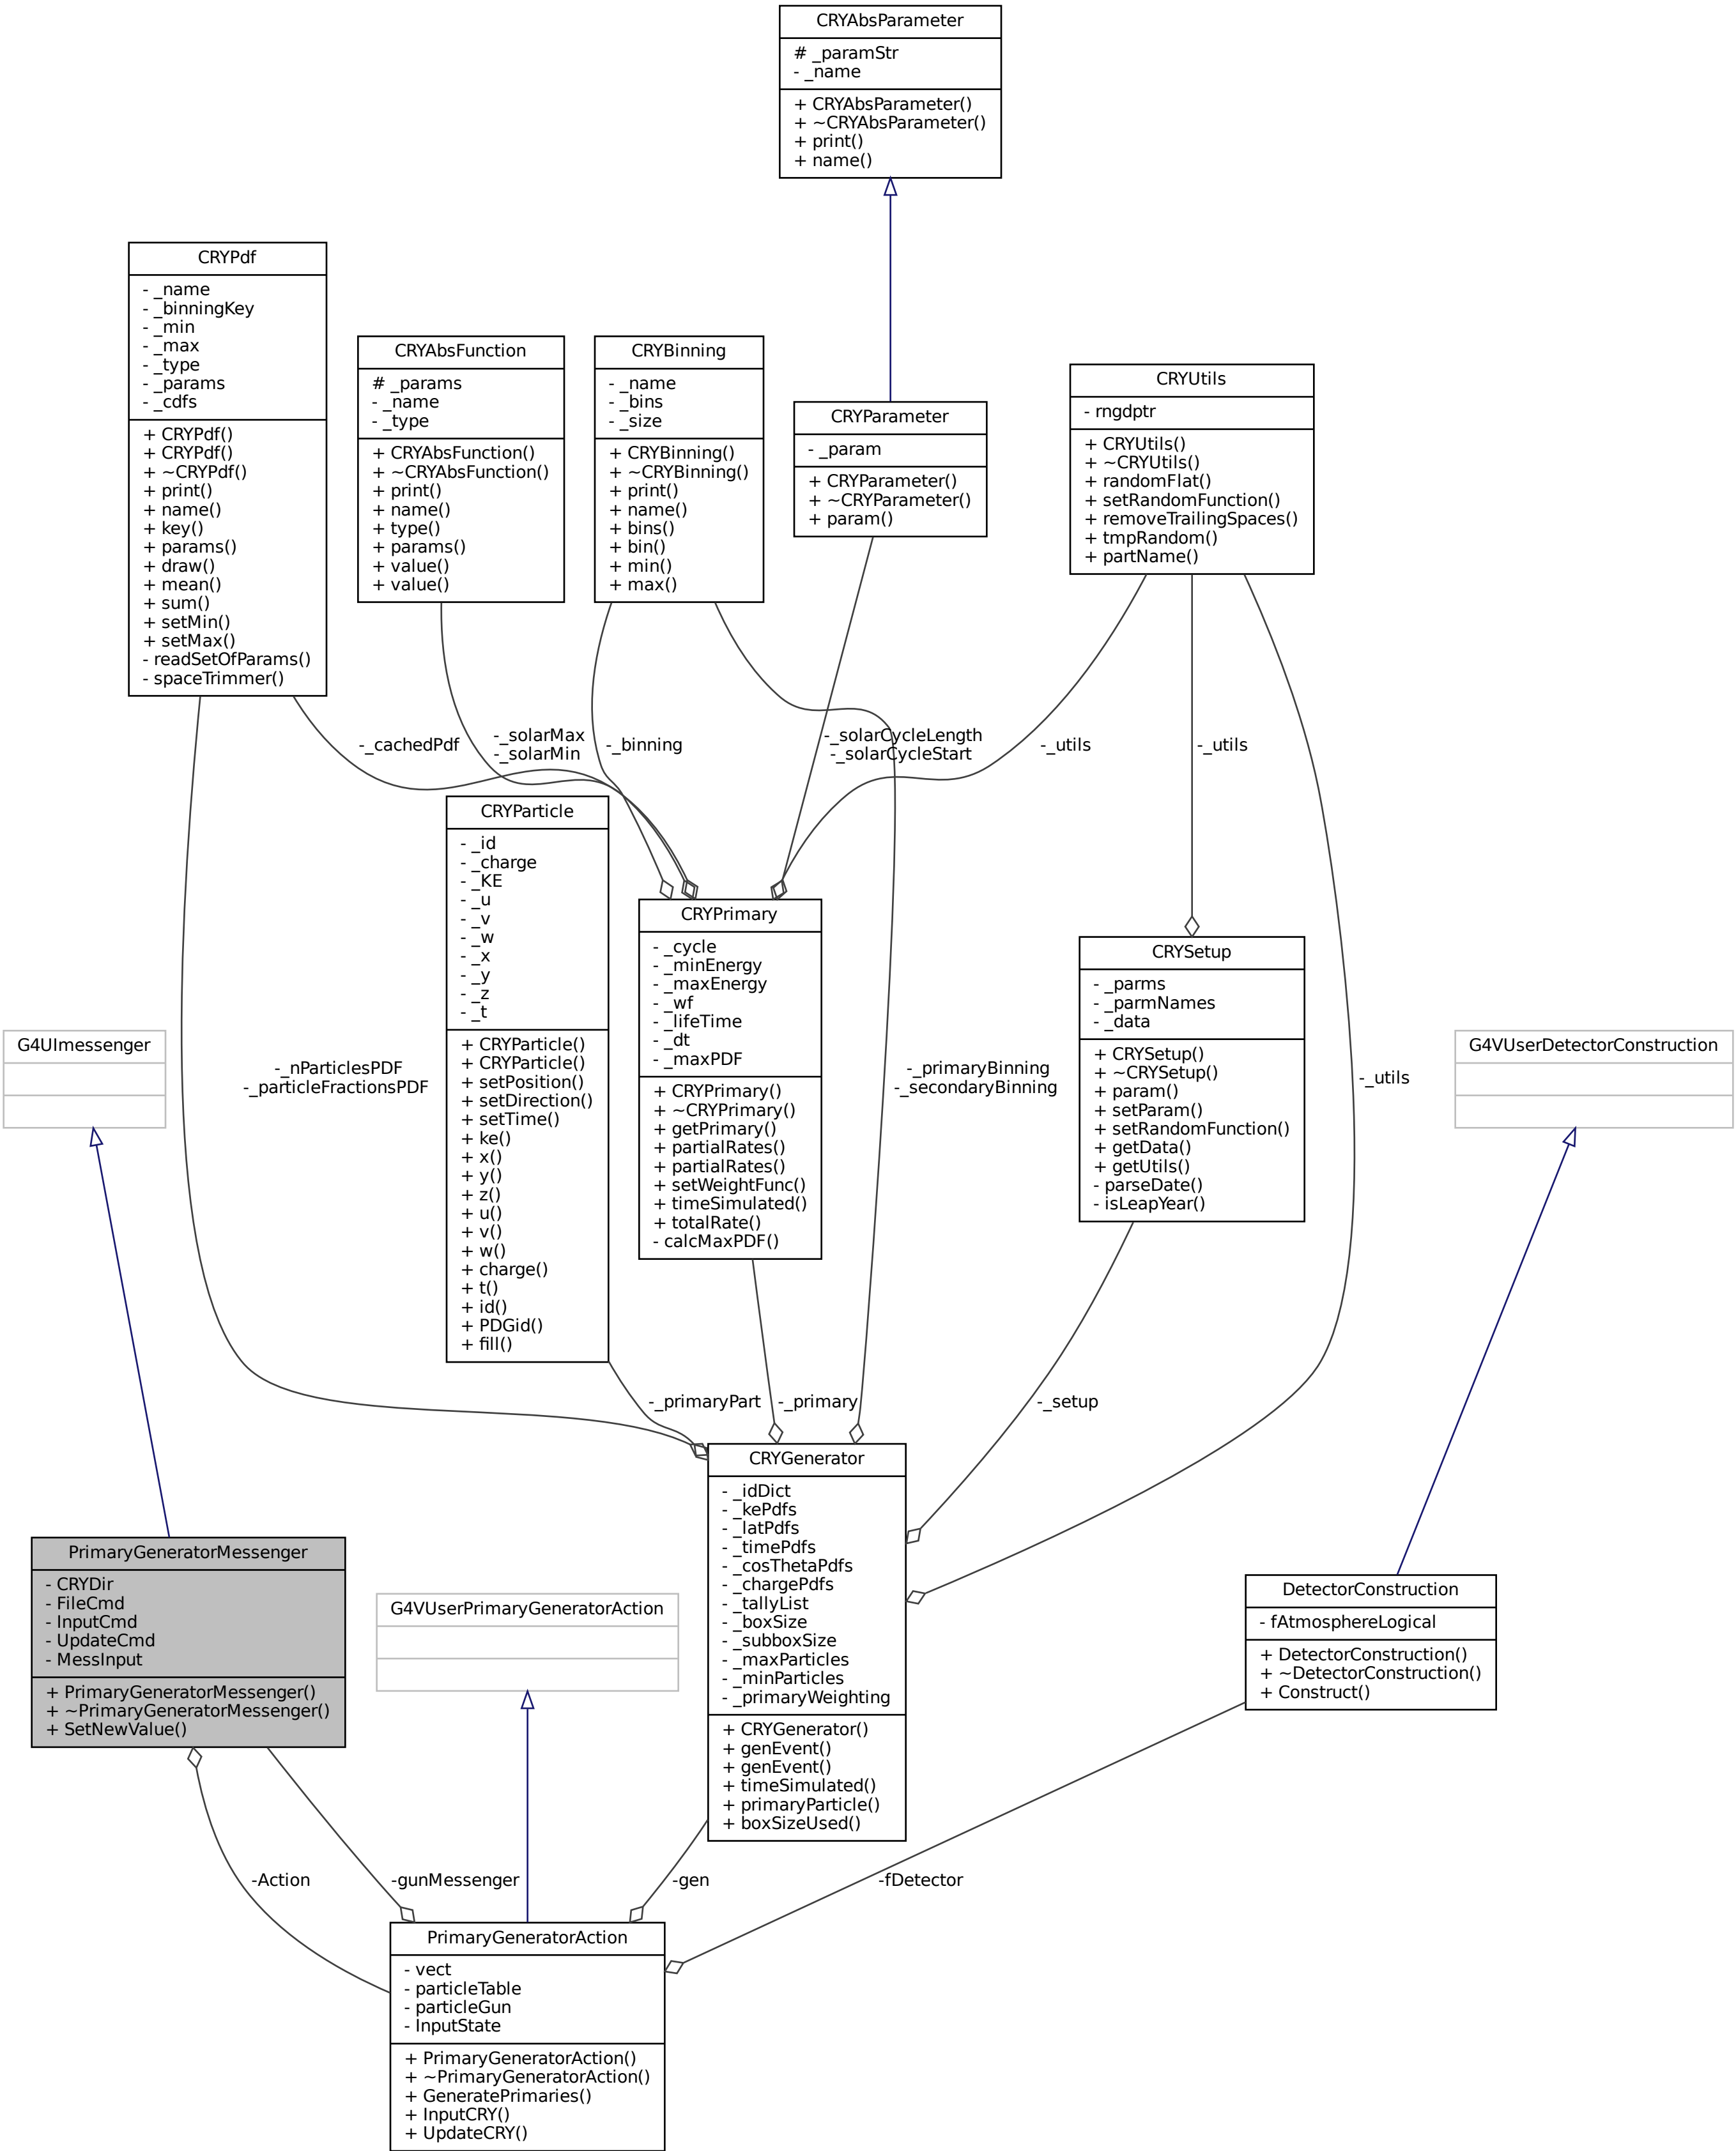 CRYAbsParameter
# _paramStr
- _name
+ CRYAbsParameter()
+ ~CRYAbsParameter()
+ print()
+ name()
CRYPdf
- _name
- _binningKey
- _min
- _max
- _type
- _params
- _cdfs
+ CRYPdf()
+ CRYPdf()
+ ~CRYPdf()
+ print()
+ name()
+ key()
+ params()
+ draw()
+ mean()
+ sum()
+ setMin()
+ setMax()
- readSetOfParams()
- spaceTrimmer()
CRYAbsFunction
# _params
- _name
- _type
+ CRYAbsFunction()
+ ~CRYAbsFunction()
+ print()
+ name()
+ type()
+ params()
+ value()
+ value()
CRYBinning
- _name
- _bins
- _size
+ CRYBinning()
+ ~CRYBinning()
+ print()
+ name()
+ bins()
+ bin()
+ min()
+ max()
CRYParameter
- _param
+ CRYParameter()
+ ~CRYParameter()
+ param()
CRYUtils
- rngdptr
+ CRYUtils()
+ ~CRYUtils()
+ randomFlat()
+ setRandomFunction()
+ removeTrailingSpaces()
+ tmpRandom()
+ partName()
-_cachedPdf
-_solarMax
-_solarMin
-_binning
-_solarCycleLength
-_solarCycleStart
-_utils
-_utils
CRYParticle
- _id
- _charge
- _KE
- _u
- _v
- _w
- _x
- _y
- _z
- _t
+ CRYParticle()
+ CRYParticle()
+ setPosition()
+ setDirection()
+ setTime()
+ ke()
+ x()
+ y()
+ z()
+ u()
+ v()
+ w()
+ charge()
+ t()
+ id()
+ PDGid()
+ fill()
CRYPrimary
- _cycle
- _minEnergy
- _maxEnergy
- _wf
- _lifeTime
- _dt
- _maxPDF
+ CRYPrimary()
+ ~CRYPrimary()
+ getPrimary()
+ partialRates()
+ partialRates()
+ setWeightFunc()
+ timeSimulated()
+ totalRate()
- calcMaxPDF()
CRYSetup
- _parms
- _parmNames
- _data
+ CRYSetup()
+ ~CRYSetup()
+ param()
+ setParam()
+ setRandomFunction()
+ getData()
+ getUtils()
- parseDate()
- isLeapYear()
G4UImessenger
-_nParticlesPDF
-_particleFractionsPDF
-_primaryBinning
-_secondaryBinning
-_utils
G4VUserDetectorConstruction
-_primaryPart
-_primary
-_setup
CRYGenerator
- _idDict
- _kePdfs
- _latPdfs
- _timePdfs
- _cosThetaPdfs
- _chargePdfs
- _tallyList
- _boxSize
- _subboxSize
- _maxParticles
- _minParticles
- _primaryWeighting
+ CRYGenerator()
+ genEvent()
+ genEvent()
+ timeSimulated()
+ primaryParticle()
+ boxSizeUsed()
PrimaryGeneratorMessenger
- CRYDir
- FileCmd
- InputCmd
- UpdateCmd
- MessInput
+ PrimaryGeneratorMessenger()
+ ~PrimaryGeneratorMessenger()
+ SetNewValue()
G4VUserPrimaryGeneratorAction
DetectorConstruction
- fAtmosphereLogical
+ DetectorConstruction()
+ ~DetectorConstruction()
+ Construct()
-Action
-gunMessenger
-gen
-fDetector
PrimaryGeneratorAction
- vect
- particleTable
- particleGun
- InputState
+ PrimaryGeneratorAction()
+ ~PrimaryGeneratorAction()
+ GeneratePrimaries()
+ InputCRY()
+ UpdateCRY()